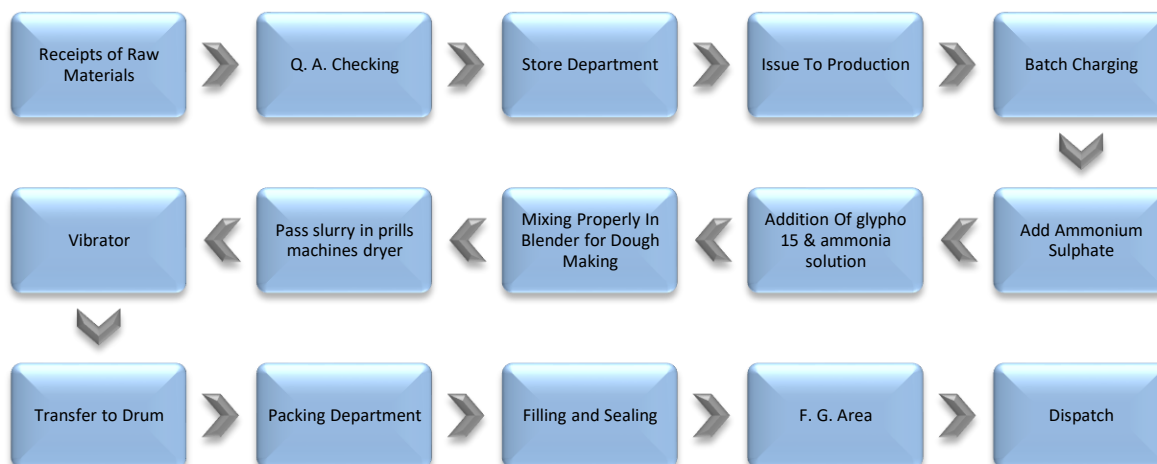 Receipts of Raw
Materials
Q. A. Checking
Store Department
Issue To Production
Batch Charging
Add Ammonium
Sulphate
Addition Of glypho
15 & ammonia
solution
Mixing Properly In
Blender for Dough
Making
Pass slurry in prills
machines dryer
Vibrator
Transfer to Drum
Packing Department
Filling and Sealing
F. G. Area
Dispatch